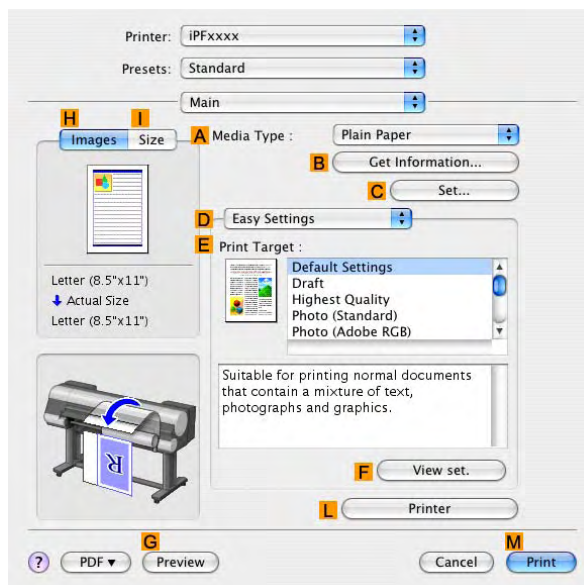 Printer: iPFxxxx
Presets: Standard
Main
H I
Images Size
A Media Type : Plain Paper
B Get Information...
C Set...
D Easy Settings
E Print Target :
Default Settings
Draft
Highest Quality
Photo (Standard)
Photo (Adobe RGB)
Letter (8.5"x11")
Actual Size
Letter (8.5"x11")
Suitable for printing normal documents
that contain a mixture of text,
photographs and graphics.
R
F View set.
L Printer
G M
? PDF Preview Cancel Print